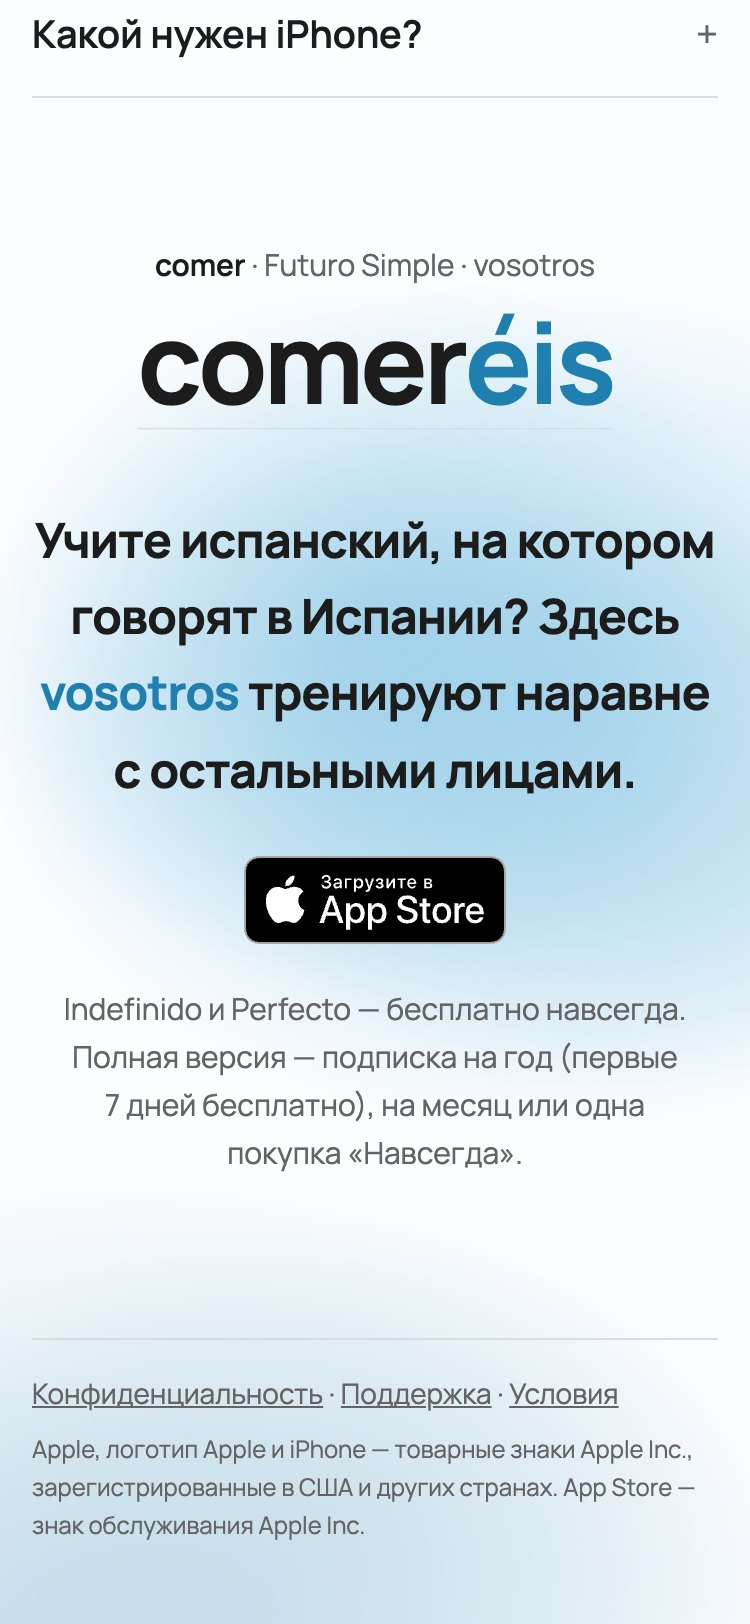 Какой нужен iPhone? +
comer · Futuro Simple · vosotros
comeréis
Учите испанский, на котором
говорят в Испании? Здесь
vosotros тренируют наравне
с остальными лицами.
Загрузите в
App Store
Indefinido и Perfecto — бесплатно навсегда.
Полная версия — подписка на год (первые
7 дней бесплатно), на месяц или одна
покупка «Навсегда».
Конфиденциальность · Поддержка · Условия
Apple, логотип Apple и iPhone — товарные знаки Apple Inc.,
зарегистрированные в США и других странах. App Store —
знак обслуживания Apple Inc.